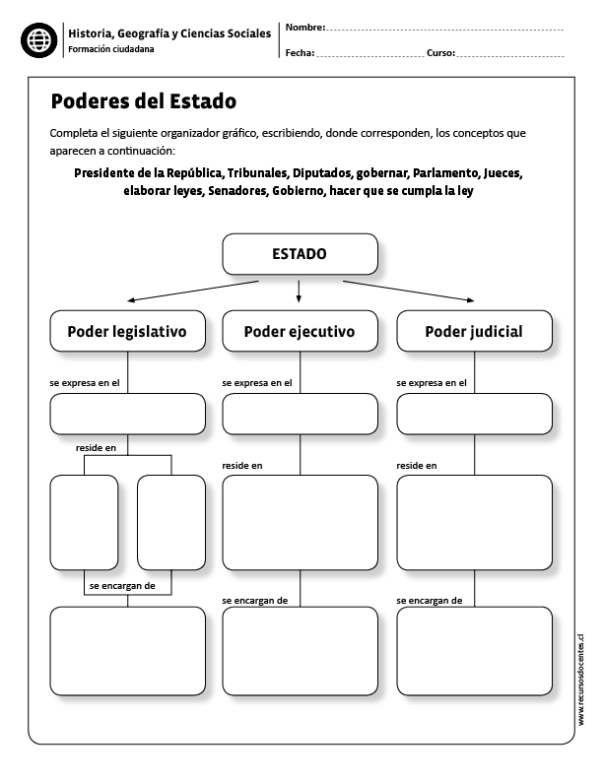 Historia, Geografía y Ciencias Sociales
Formación ciudadana
Nombre:
Fecha: Curso:
Poderes del Estado
Completa el siguiente organizador gráfico, escribiendo, donde corresponden, los conceptos que
aparecen a continuación:
Presidente de la República, Tribunales, Diputados, gobernar, Parlamento, Jueces,
elaborar leyes, Senadores, Gobierno, hacer que se cumpla la ley
ESTADO
Poder legislativo Poder ejecutivo Poder judicial
se expresa en el se expresa en el se expresa en el
reside en
reside en reside en
se encargan de
se encargan de se encargan de
www.recursosdocentes.cl